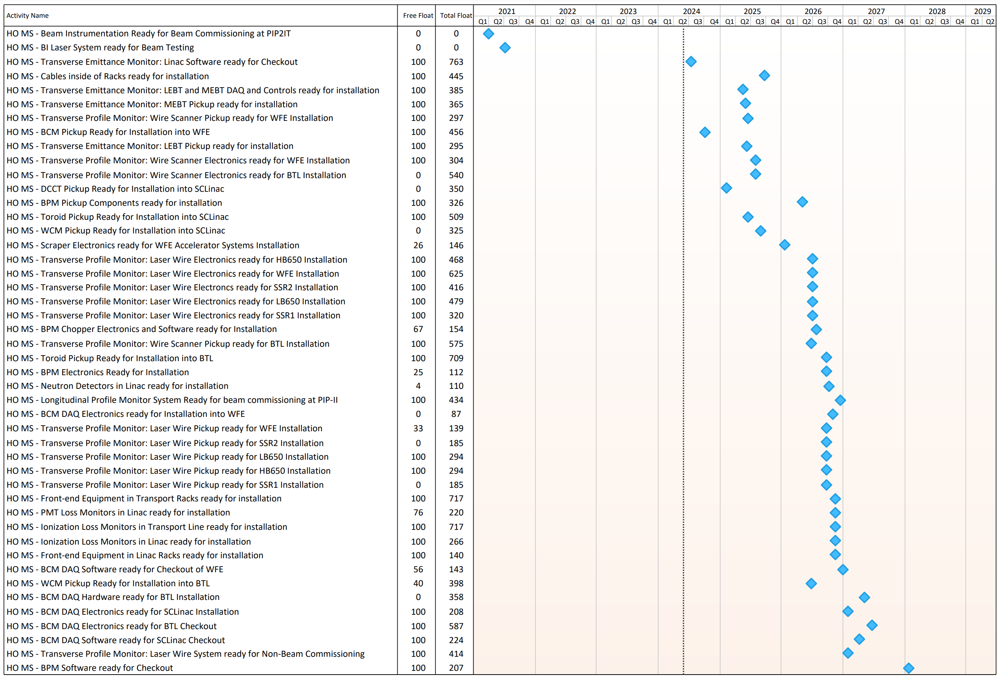 2021 2022 2023 2024 2025 2026 2027 2028 2029
Activity Name Free Float Total Float
Q1 Q2 Q3 Q4 Q1 Q2 Q3 Q4 Q1 Q2 Q3 Q4 Q1 Q2 Q3 Q4 Q1 Q2 Q3 Q4 Q1 Q2 Q3 Q4 Q1 Q2 Q3 Q4 Q1 Q2 Q3 Q4 Q1 Q2
HO MS - Beam Instrumentation Ready for Beam Commissioning at PIP2IT 0 0
HO MS - BI Laser System ready for Beam Testing 0 0
HO MS - Transverse Emittance Monitor: Linac Software ready for Checkout 100 763
HO MS - Cables inside of Racks ready for installation 100 445
HO MS - Transverse Emittance Monitor: LEBT and MEBT DAQ and Controls ready for installation 100 385
HO MS - Transverse Emittance Monitor: MEBT Pickup ready for installation 100 365
HO MS - Transverse Profile Monitor: Wire Scanner Pickup ready for WFE Installation 100 297
HO MS - BCM Pickup Ready for Installation into WFE 100 456
HO MS - Transverse Emittance Monitor: LEBT Pickup ready for installation 100 295
HO MS - Transverse Profile Monitor: Wire Scanner Electronics ready for WFE Installation 100 304
HO MS - Transverse Profile Monitor: Wire Scanner Electronics ready for BTL Installation 0 540
HO MS - DCCT Pickup Ready for Installation into SCLinac 0 350
HO MS - BPM Pickup Components ready for installation 100 326
HO MS - Toroid Pickup Ready for Installation into SCLinac 100 509
HO MS - WCM Pickup Ready for Installation into SCLinac 0 325
HO MS - Scraper Electronics ready for WFE Accelerator Systems Installation 26 146
HO MS - Transverse Profile Monitor: Laser Wire Electronics ready for HB650 Installation 100 468
HO MS - Transverse Profile Monitor: Laser Wire Electronics ready for WFE Installation 100 625
HO MS - Transverse Profile Monitor: Laser Wire Electroncs ready for SSR2 Installation 100 416
HO MS - Transverse Profile Monitor: Laser Wire Electronics ready for LB650 Installation 100 479
HO MS - Transverse Profile Monitor: Laser Wire Electronics ready for SSR1 Installation 100 320
HO MS - BPM Chopper Electronics and Software ready for Installation 67 154
HO MS - Transverse Profile Monitor: Wire Scanner Pickup ready for BTL Installation 100 575
HO MS - Toroid Pickup Ready for Installation into BTL 100 709
HO MS - BPM Electronics Ready for Installation 25 112
HO MS - Neutron Detectors in Linac ready for installation 4 110
HO MS - Longitudinal Profile Monitor System Ready for beam commissioning at PIP-II 100 434
HO MS - BCM DAQ Electronics ready for Installation into WFE 0 87
HO MS - Transverse Profile Monitor: Laser Wire Pickup ready for WFE Installation 33 139
HO MS - Transverse Profile Monitor: Laser Wire Pickup ready for SSR2 Installation 0 185
HO MS - Transverse Profile Monitor: Laser Wire Pickup ready for LB650 Installation 100 294
HO MS - Transverse Profile Monitor: Laser Wire Pickup ready for HB650 Installation 100 294
HO MS - Transverse Profile Monitor: Laser Wire Pickup ready for SSR1 Installation 0 185
HO MS - Front-end Equipment in Transport Racks ready for installation 100 717
HO MS - PMT Loss Monitors in Linac ready for installation 76 220
HO MS - Ionization Loss Monitors in Transport Line ready for installation 100 717
HO MS - Ionization Loss Monitors in Linac ready for installation 100 266
HO MS - Front-end Equipment in Linac Racks ready for installation 100 140
HO MS - BCM DAQ Software ready for Checkout of WFE 56 143
HO MS - WCM Pickup Ready for Installation into BTL 40 398
HO MS - BCM DAQ Hardware ready for BTL Installation 0 358
HO MS - BCM DAQ Electronics ready for SCLinac Installation 100 208
HO MS - BCM DAQ Electronics ready for BTL Checkout 100 587
HO MS - BCM DAQ Software ready for SCLinac Checkout 100 224
HO MS - Transverse Profile Monitor: Laser Wire System ready for Non-Beam Commissioning 100 414
HO MS - BPM Software ready for Checkout 100 207